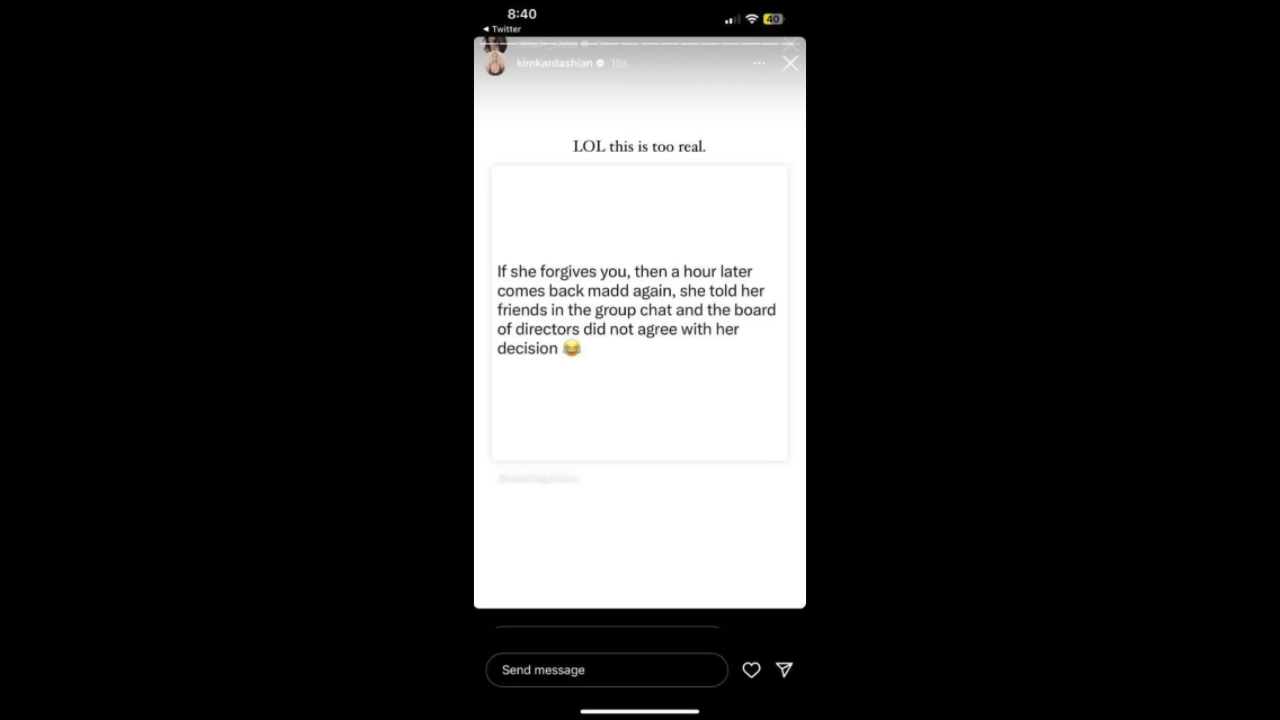 8:40
40
◀ Twitter
kimkardashian 15s
LOL this is too real.
If she forgives you, then a hour later
comes back madd again, she told her
friends in the group chat and the board
of directors did not agree with her
decision 😂
Send message